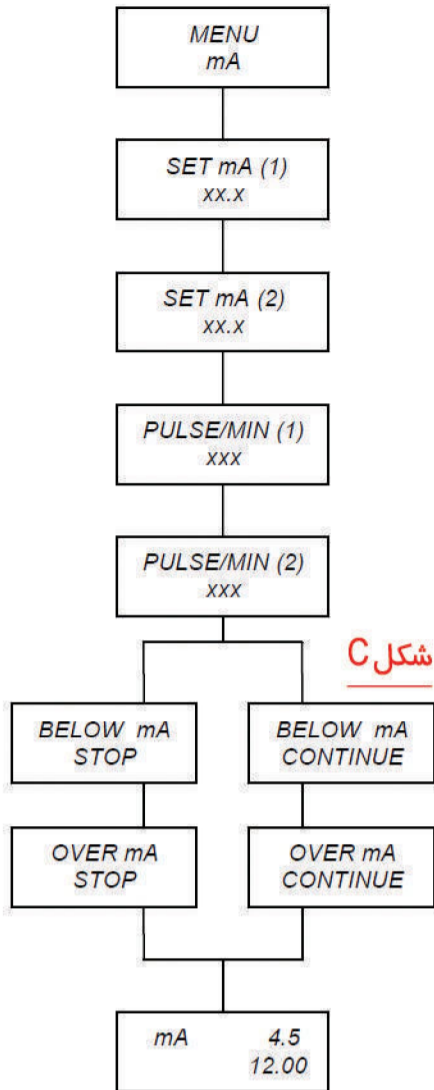 MENU
mA
SET mA (1)
xx.x
SET mA (2)
xx.x
PULSE/MIN (1)
xxx
PULSE/MIN (2)
xxx
شکل C
BELOW mA
STOP
BELOW mA
CONTINUE
OVER mA
STOP
OVER mA
CONTINUE
mA 4.5
12.00